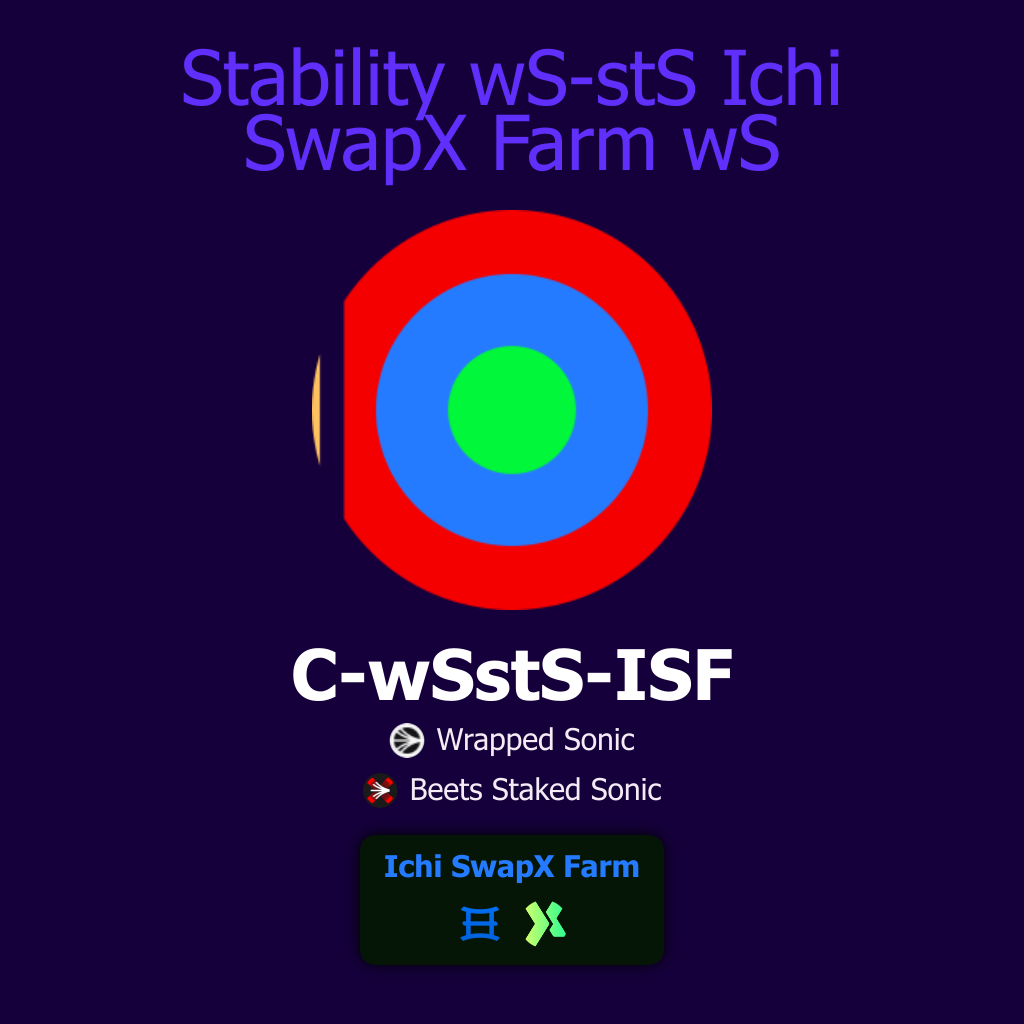 Stability wS-stS Ichi
SwapX Farm wS
C-wSstS-ISF
Wrapped Sonic
Beets Staked Sonic
Ichi SwapX Farm